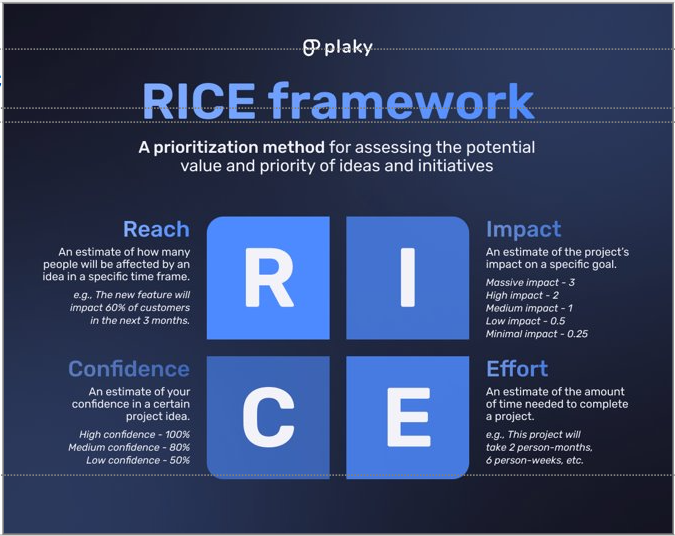 plaky
RICE framework
A prioritization method for assessing the potential
value and priority of ideas and initiatives
Reach
An estimate of how many
people will be affected by an
idea in a specific time frame.
e.g., The new feature will
impact 60% of customers
in the next 3 months.
R
I
Impact
An estimate of the project's
impact on a specific goal.
Massive impact - 3
High impact - 2
Medium impact - 1
Low impact - 0.5
Minimal impact - 0.25
Confidence
An estimate of your
confidence in a certain
project idea.
High confidence - 100%
Medium confidence - 80%
Low confidence - 50%
C
E
Effort
An estimate of the amount
of time needed to complete
a project.
e.g., This project will
take 2 person-months,
6 person-weeks, etc.